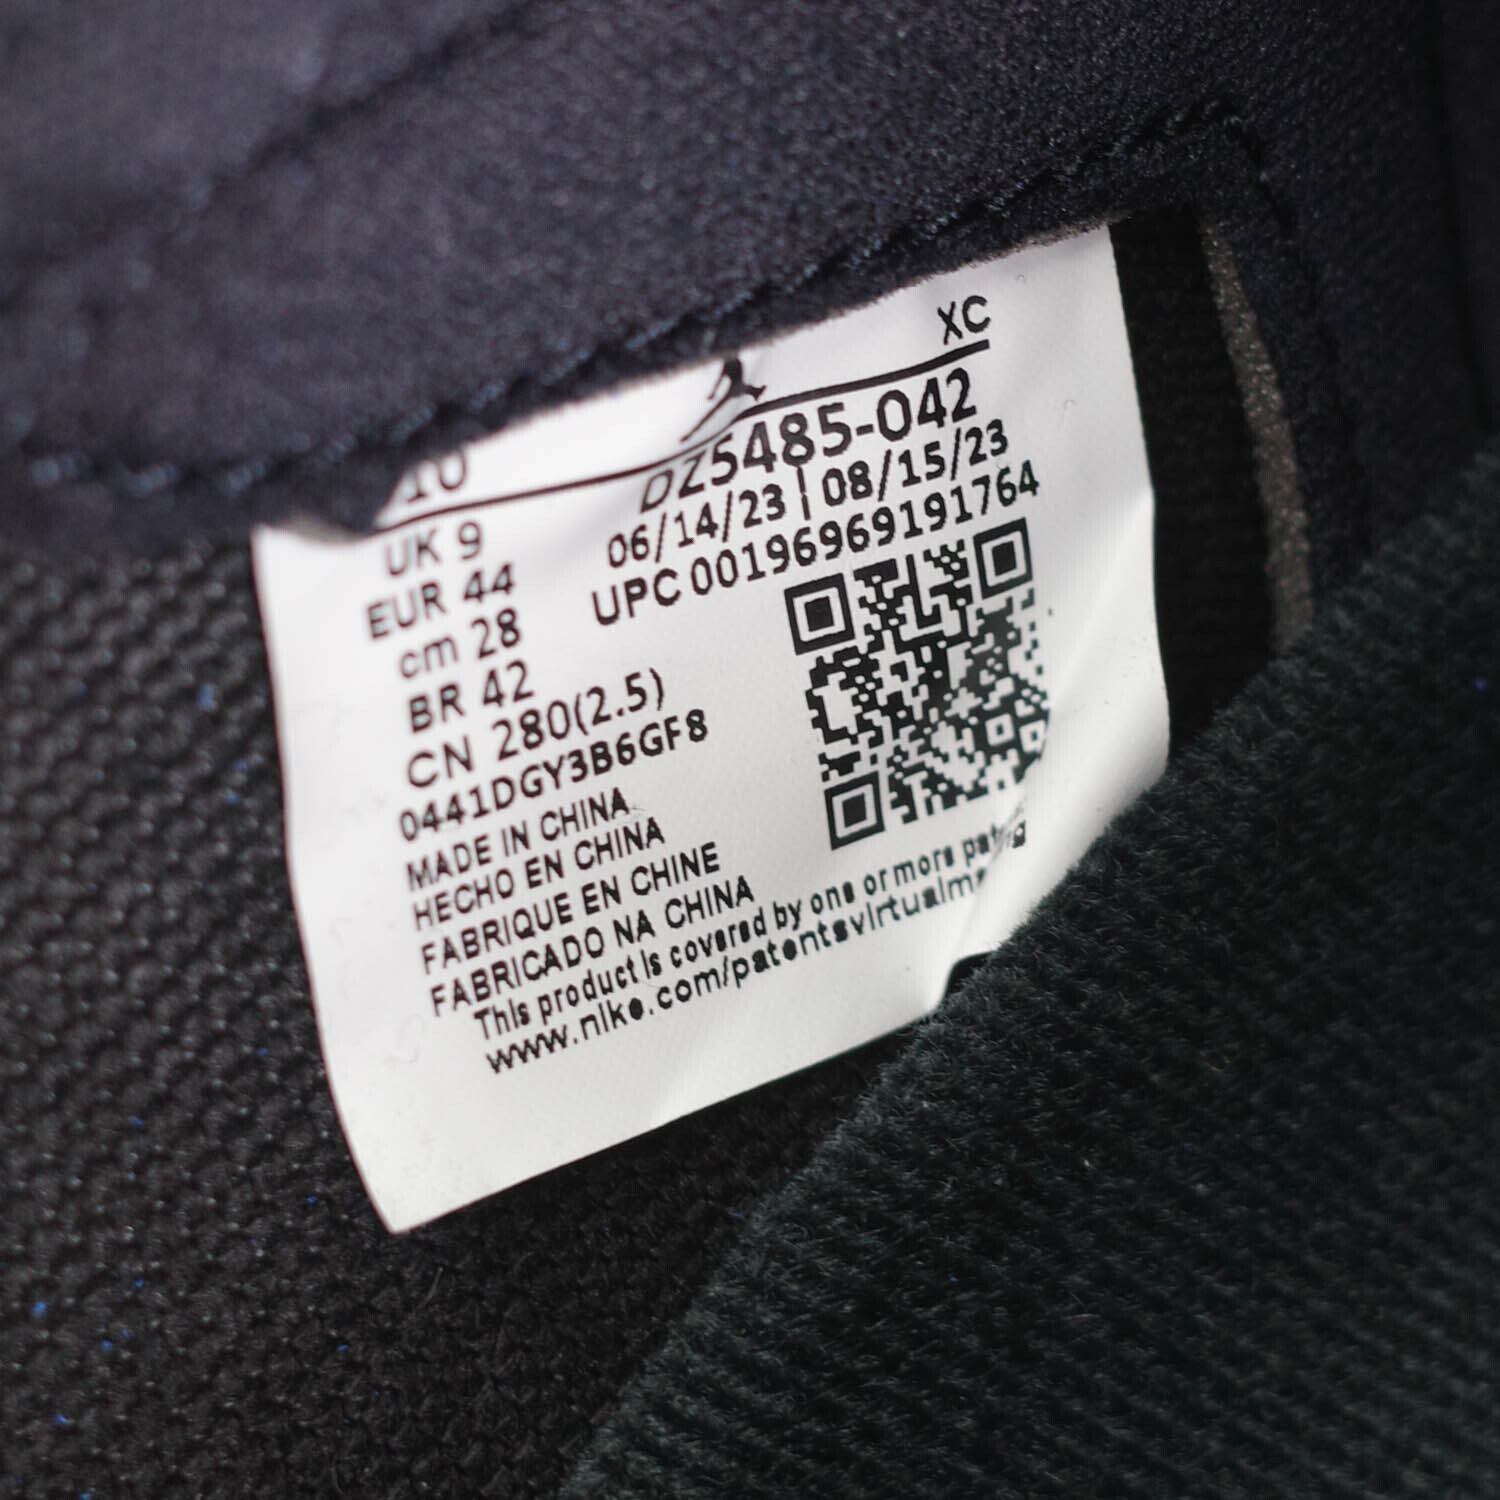 XC
10
DZ5485-042
UK 9
06/14/23 | 08/15/23
EUR 44
UPC 00196969191764
cm 28
BR 42
CN 280(2.5)
0441DGY3B6GF8
MADE IN CHINA
HECHO EN CHINA
FABRIQUE EN CHINE
FABRICADO NA CHINA
This product is covered by one or more
www.nike.com/patentsvirtualma